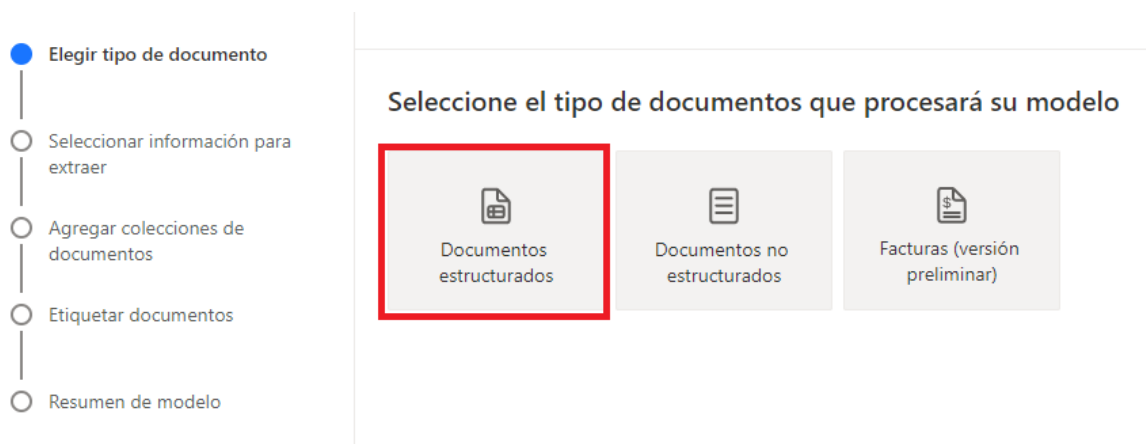 Elegir tipo de documento
Seleccionar información para
extraer
Agregar colecciones de
documentos
Etiquetar documentos
Resumen de modelo
Seleccione el tipo de documentos que procesará su modelo
Documentos
estructurados
Documentos no
estructurados
Facturas (versión
preliminar)